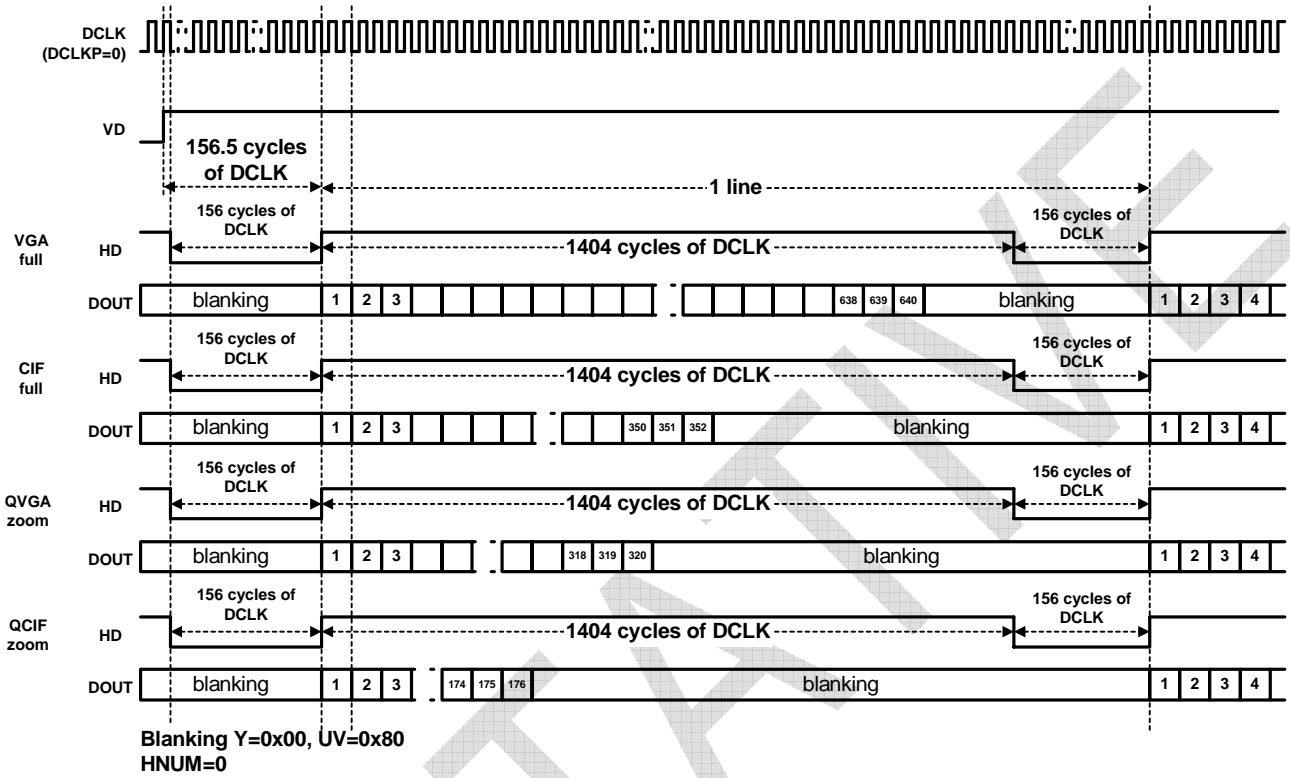 DCLK
(DCLKP=0)
VD
156.5 cycles
of DCLK
1 line
156 cycles of
DCLK
156 cycles of
DCLK
VGA
full
HD
1404 cycles of DCLK
DOUT
blanking 1 2 3 638 639 640 blanking 1 2 3 4
156 cycles of
DCLK
156 cycles of
DCLK
CIF
full
HD
1404 cycles of DCLK
DOUT
blanking 1 2 3 350 351 352 blanking 1 2 3 4
156 cycles of
DCLK
156 cycles of
DCLK
QVGA
zoom
HD
1404 cycles of DCLK
DOUT
blanking 1 2 3 318 319 320 blanking 1 2 3 4
156 cycles of
DCLK
156 cycles of
DCLK
QCIF
zoom
HD
1404 cycles of DCLK
DOUT
blanking 1 2 3 174 175 176 blanking 1 2 3 4
Blanking Y=0x00, UV=0x80
HNUM=0
TATIVE